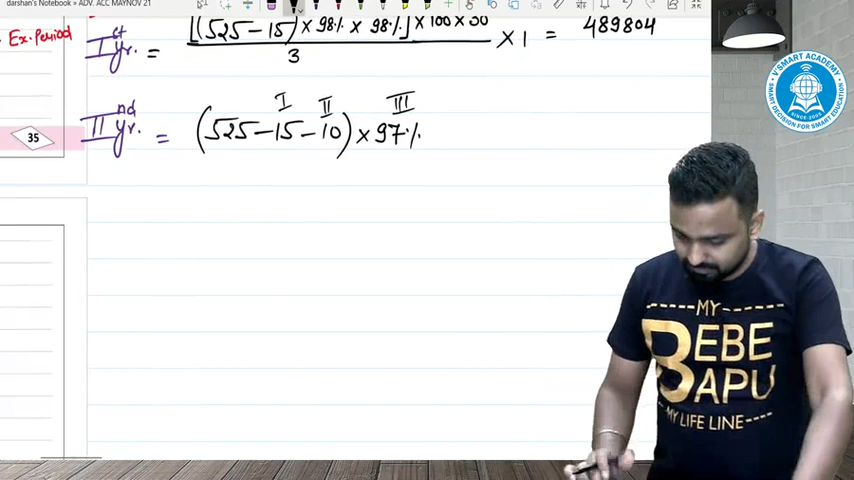 darshan's Notebook » ADV. ACC MAYNOV 21
Ex. Period
Ist yr. = [(525-15) × 98% × 98%] × 100 × 30 / 3 × 1 = 489804
I II III
IInd yr. = (525-15-10) × 97%
35
V'SMART ACADEMY
SMART DECISION FOR SMART EDUCATION
SINCE-2003
MY
BEBE
BAPU
MY LIFE LINE